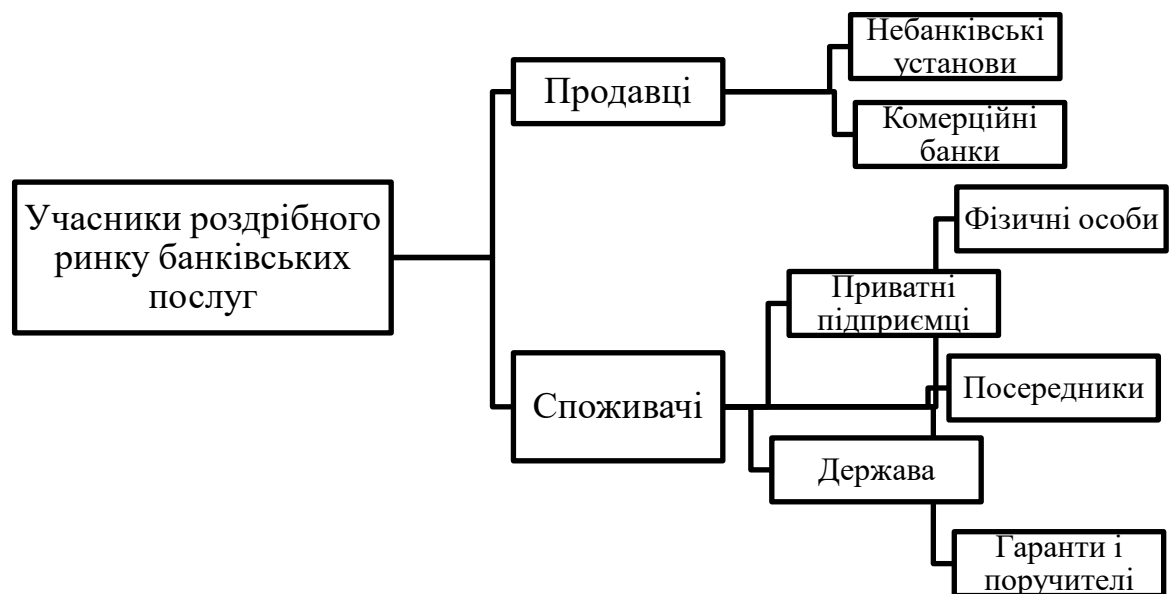 Учасники роздрібного
ринку банківських
послуг
Продавці
Небанківські
установи
Комерційні
банки
Споживачі
Фізичні особи
Приватні
підприємці
Посередники
Держава
Гаранти і
поручителі